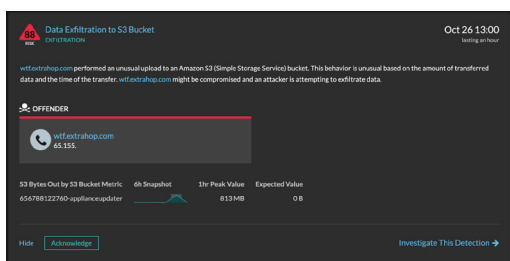 88
RISK
Data Exfiltration to S3 Bucket
EXFILTRATION
Oct 26 13:00
lasting an hour
wtf.extrahop.com performed an unusual upload to an Amazon S3 (Simple Storage Service) bucket. This behavior is unusual based on the amount of transferred
data and the time of the transfer. wtf.extrahop.com might be compromised and an attacker is attempting to exfiltrate data.
OFFENDER
wtf.extrahop.com
65.155.
S3 Bytes Out by S3 Bucket Metric 6h Snapshot 1hr Peak Value Expected Value
656788122760-applianceupdater 813 MB 0 B
Hide Acknowledge Investigate This Detection →